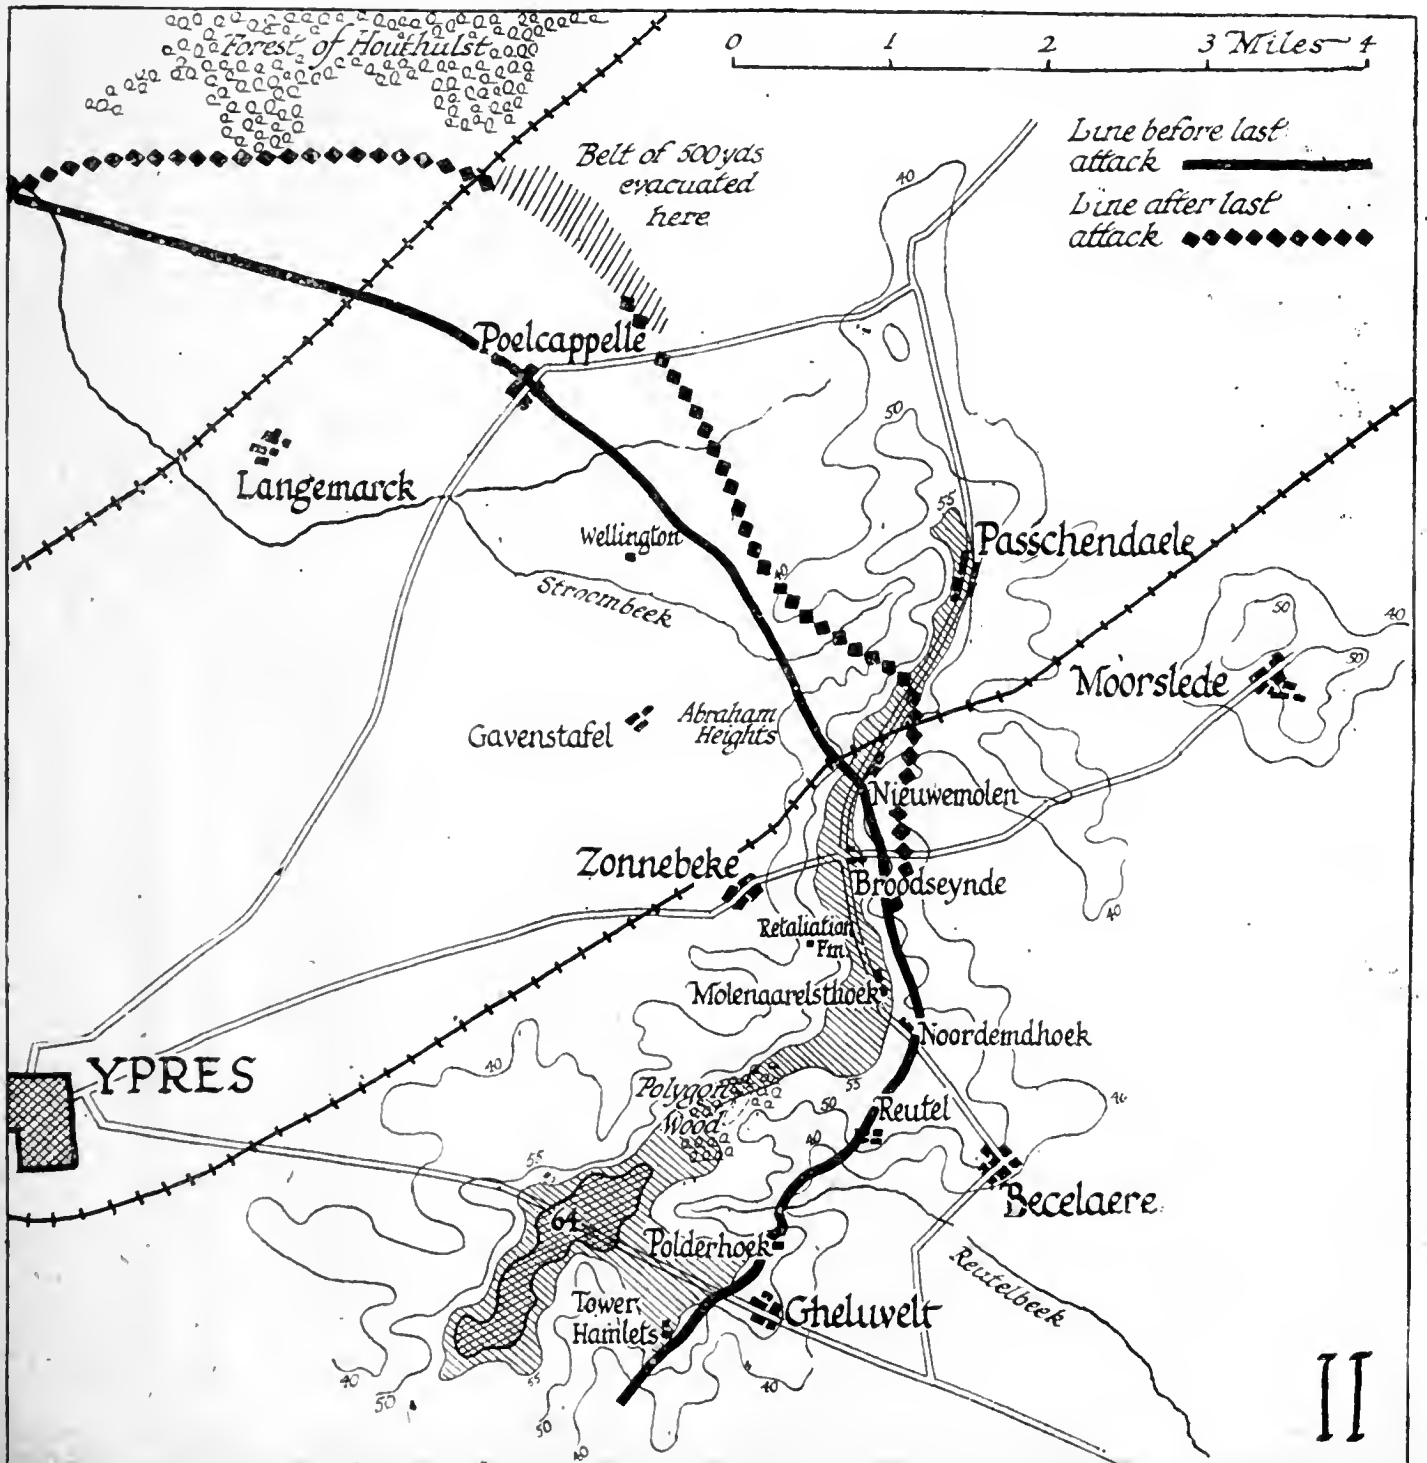 Forest of Houthulst
0 1 2 3 Miles 4
Line before last
attack
Line after last
attack
Belt of 500 yds
evacuated
here
40
Poelcappelle
50
Langemarck
55
Passchendaele
Wellington
40
Stroombeek
50
40
50
Moorslede
Abraham
Heights
Gavenstafel
Nieuwemolen
Zonnebeke
Broodseynde
40
Retaliation
Fm.
Molenaarelsthoek
Noordemdhoek
YPRES
40
Polygon
Wood
55
50
Reutel
40
55
Becelaere
64
Polderhoek
Reutelbeek
Tower
Hamlets
Gheluvelt
40
50
55
40
50
40
II